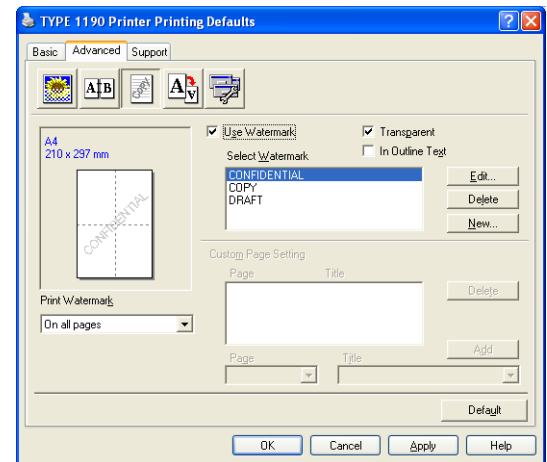 TYPE 1190 Printer Printing Defaults
Basic Advanced Support
A B COPY A V
A4
210 x 297 mm
CONFIDENTIAL
Print Watermark
On all pages
Use Watermark Transparent
Select Watermark In Outline Text
CONFIDENTIAL
COPY
DRAFT
Edit...
Delete
New...
Custom Page Setting
Page Title
Delete
Add
Page Title
Default
OK Cancel Apply Help